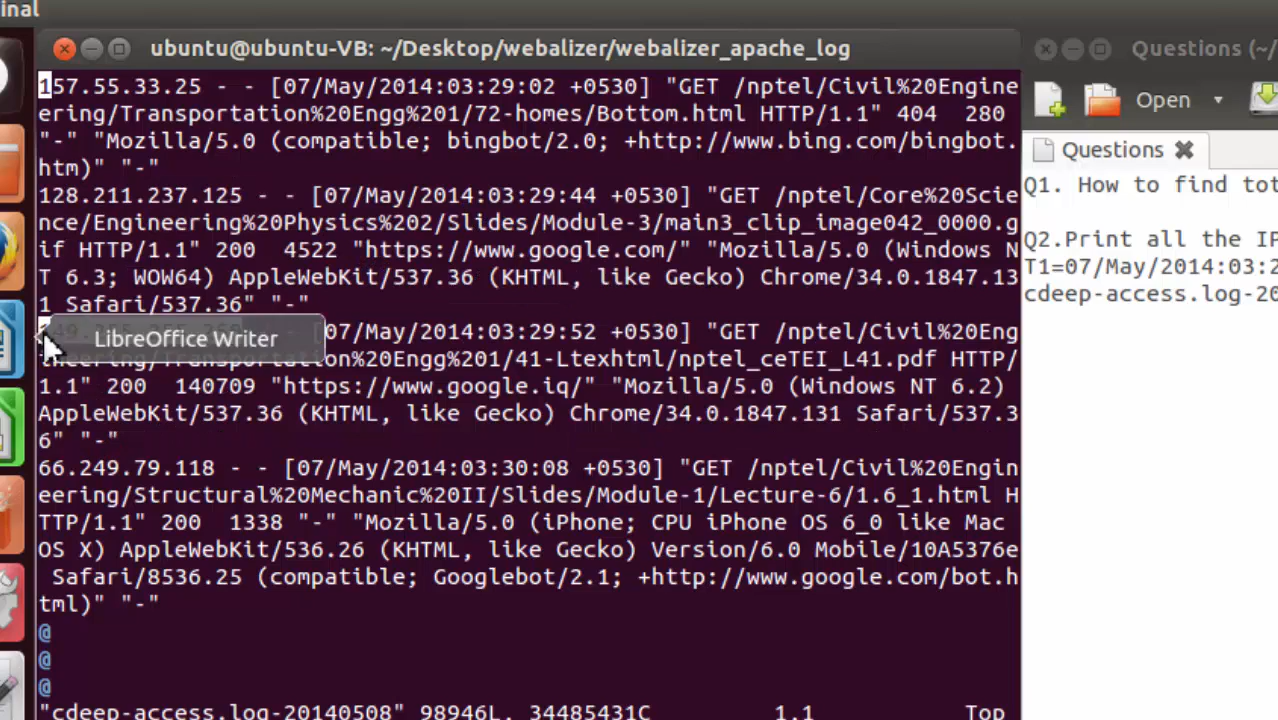 inal
ubuntu@ubuntu-VB: ~/Desktop/webalizer/webalizer_apache_log
157.55.33.25 - - [07/May/2014:03:29:02 +0530] "GET /nptel/Civil%20Engine
ering/Transportation%20Engg%201/72-homes/Bottom.html HTTP/1.1" 404 280
"-" "Mozilla/5.0 (compatible; bingbot/2.0; +http://www.bing.com/bingbot.
htm)" "-"
128.211.237.125 - - [07/May/2014:03:29:44 +0530] "GET /nptel/Core%20Scie
nce/Engineering%20Physics%202/Slides/Module-3/main3_clip_image042_0000.g
if HTTP/1.1" 200 4522 "https://www.google.com/" "Mozilla/5.0 (Windows N
T 6.3; WOW64) AppleWebKit/537.36 (KHTML, like Gecko) Chrome/34.0.1847.13
1 Safari/537.36" "-"
[07/May/2014:03:29:52 +0530] "GET /nptel/Civil%20Engin
LibreOffice Writer
eering/Transportation%20Engg%201/41-Ltexhtml/nptel_ceTEI_L41.pdf HTTP/
1.1" 200 140709 "https://www.google.iq/" "Mozilla/5.0 (Windows NT 6.2)
AppleWebKit/537.36 (KHTML, like Gecko) Chrome/34.0.1847.131 Safari/537.3
6" "-"
66.249.79.118 - - [07/May/2014:03:30:08 +0530] "GET /nptel/Civil%20Engin
eering/Structural%20Mechanic%20II/Slides/Module-1/Lecture-6/1.6_1.html H
TTP/1.1" 200 1338 "-" "Mozilla/5.0 (iPhone; CPU iPhone OS 6_0 like Mac
OS X) AppleWebKit/536.26 (KHTML, like Gecko) Version/6.0 Mobile/10A5376e
Safari/8536.25 (compatible; Googlebot/2.1; +http://www.google.com/bot.h
tml)" "-"
@
@
@
"cdeep-access.log-20140508" 98946L, 34485431C 1,1 Top
Questions (~/
Open
Questions
Q1. How to find tot
Q2.Print all the IP
T1=07/May/2014:03:2
cdeep-access.log-20